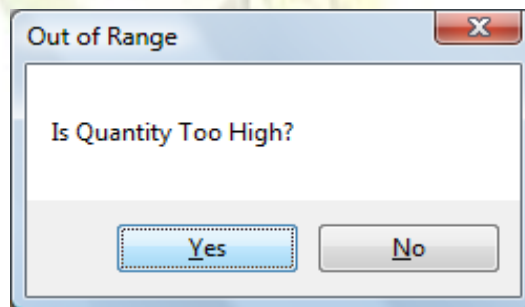 Out of Range
Is Quantity Too High?
Yes
No